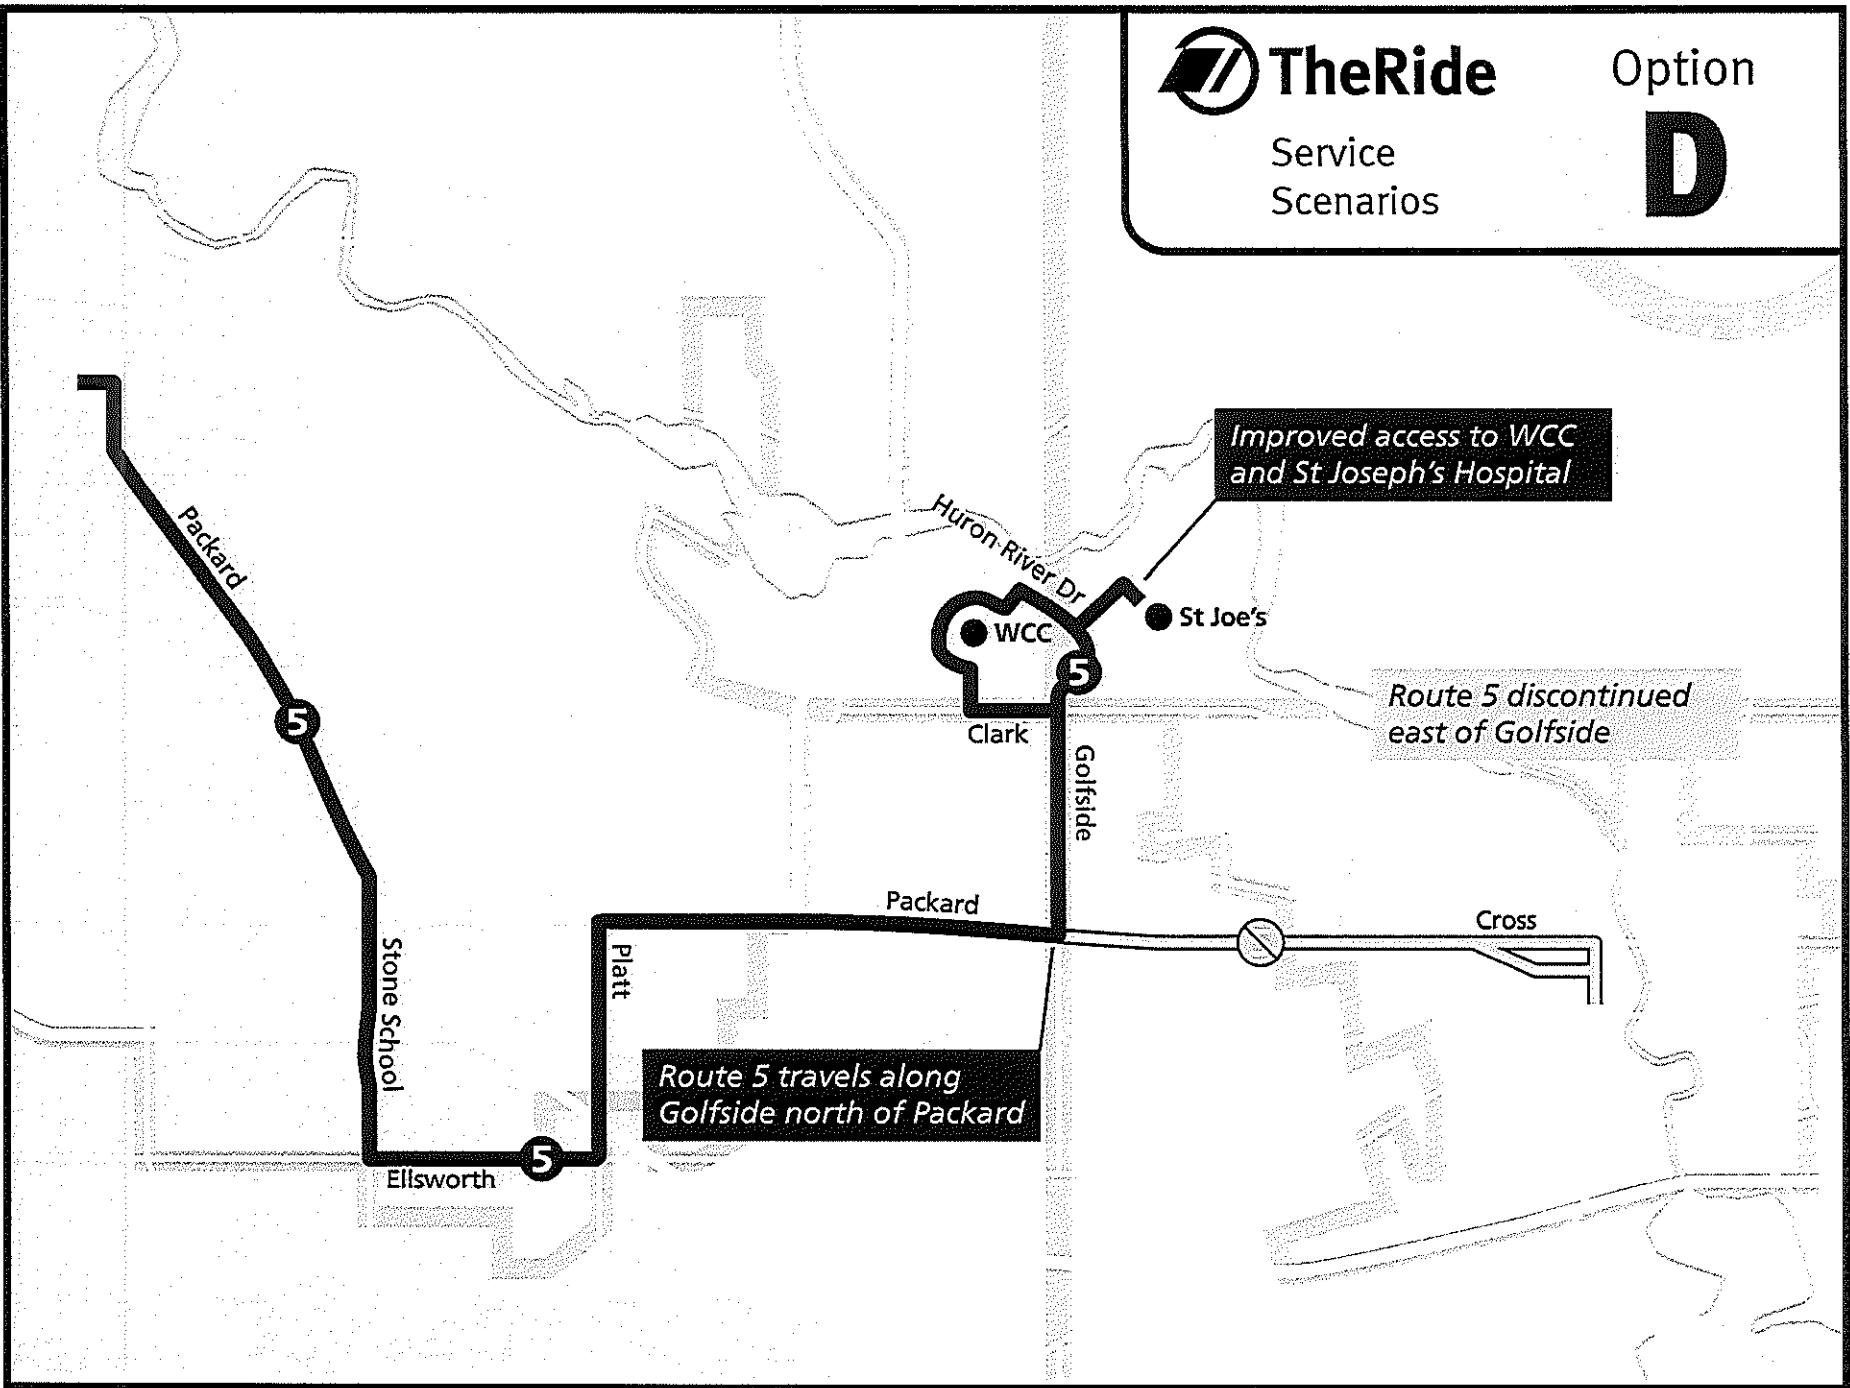 TheRide
Option
D
Service
Scenarios
Improved access to WCC
and St Joseph's Hospital
Huron River Dr
Packard
WCC
St Joe's
5
Route 5 discontinued
east of Golfside
5
Clark
Golfside
Packard
Cross
Stone School
Platt
Route 5 travels along
Golfside north of Packard
5
Ellsworth